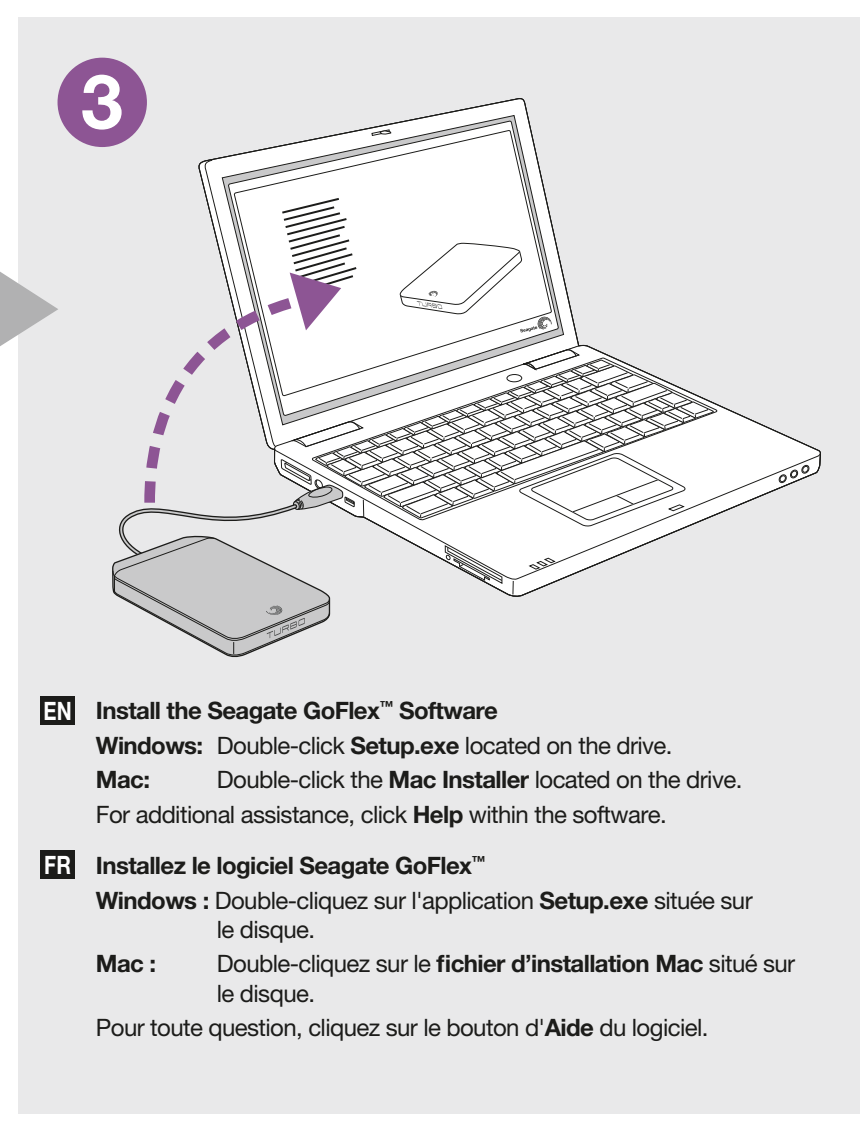 3
TURBO
Seagate
TURBO
EN Install the Seagate GoFlex™ Software
Windows: Double-click Setup.exe located on the drive.
Mac: Double-click the Mac Installer located on the drive.
For additional assistance, click Help within the software.
FR Installez le logiciel Seagate GoFlex™
Windows : Double-cliquez sur l'application Setup.exe située sur
le disque.
Mac : Double-cliquez sur le fichier d’installation Mac situé sur
le disque.
Pour toute question, cliquez sur le bouton d'Aide du logiciel.